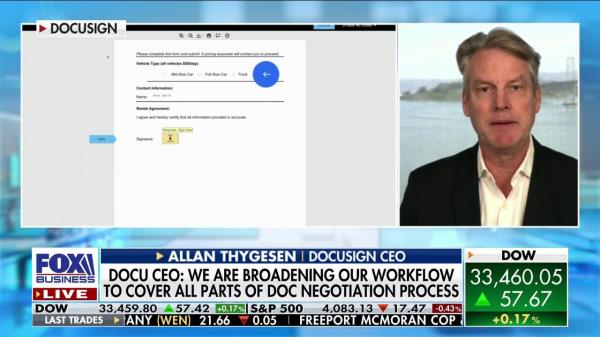 DOCUSIGN
Please complete this form and submit. A pricing accurate will contact you to proceed.
Vehicle Type (all vehicles $99/day):
Mid-Size Car Full-Size Car Truck
Contact Information:
Name:
Rental Agreement:
I agree and hereby verify that all information provided is accurate.
Signature:
ALLAN THYGESEN | DOCUSIGN CEO
FOX
BUSINESS
LIVE
DOCU CEO: WE ARE BROADENING OUR WORKFLOW
TO COVER ALL PARTS OF DOC NEGOTIATION PROCESS
DOW
33,460.05
57.67
+0.17%
DOW 33,459.80 57.42 +0.17% S&P 500 4,083.13 17.47 -0.43%
LAST TRADES ANY (WEN) 21.66 0.05 FREEPORT MCMORAN COP &